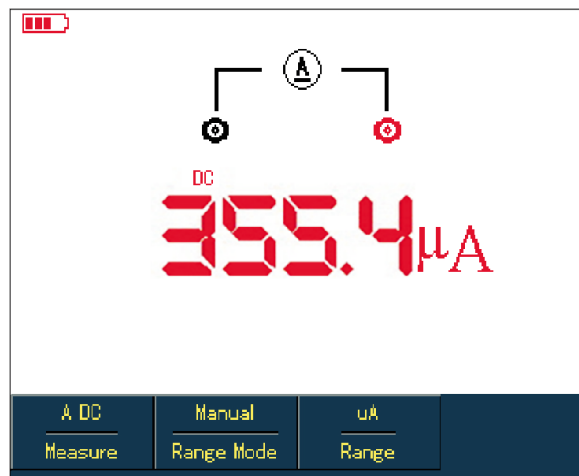 A
DC
355.4μA
A DC Manual uA
Measure Range Mode Range